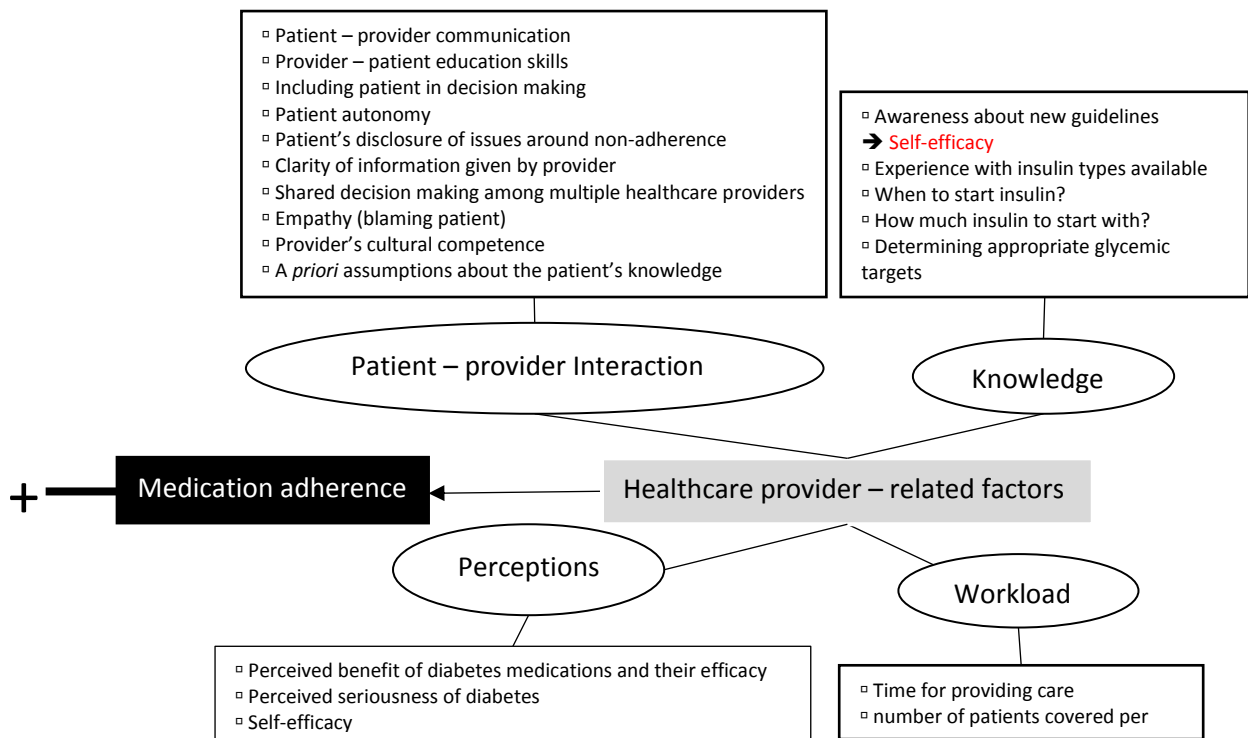 ▫ Patient – provider communication
▫ Provider – patient education skills
▫ Including patient in decision making
▫ Patient autonomy
▫ Patient's disclosure of issues around non-adherence
▫ Clarity of information given by provider
▫ Shared decision making among multiple healthcare providers
▫ Empathy (blaming patient)
▫ Provider's cultural competence
▫ A priori assumptions about the patient's knowledge
▫ Awareness about new guidelines
➔ Self-efficacy
▫ Experience with insulin types available
▫ When to start insulin?
▫ How much insulin to start with?
▫ Determining appropriate glycemic
targets
Patient – provider Interaction
Knowledge
+
Medication adherence
Healthcare provider – related factors
Perceptions
Workload
▫ Perceived benefit of diabetes medications and their efficacy
▫ Perceived seriousness of diabetes
▫ Self-efficacy
▫ Time for providing care
▫ number of patients covered per